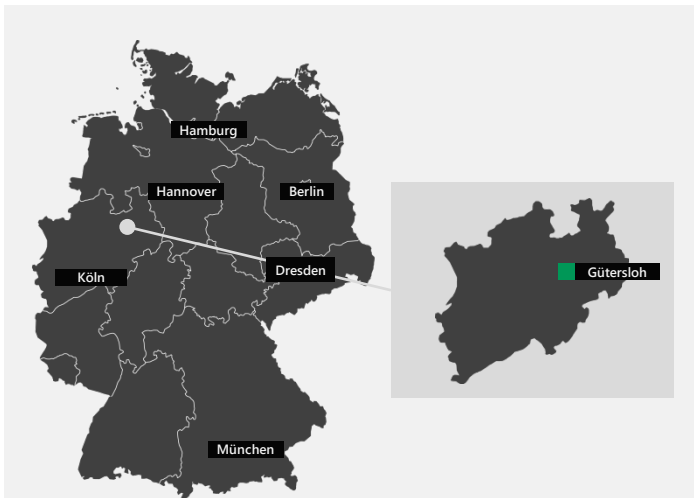 Hamburg
Hannover
Berlin
Dresden
Gütersloh
Köln
München